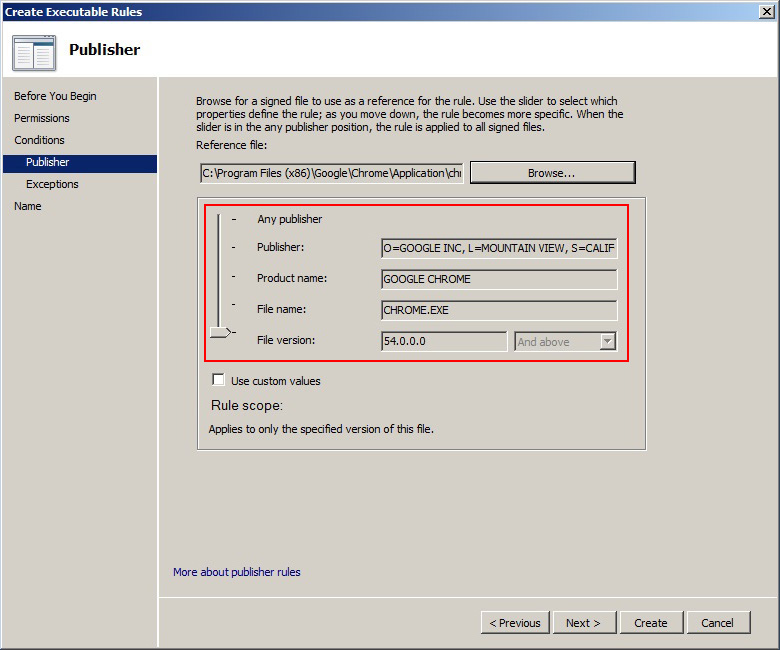 Create Executable Rules
Publisher
Before You Begin
Permissions
Conditions
Publisher
Exceptions
Name
Browse for a signed file to use as a reference for the rule. Use the slider to select which
properties define the rule; as you move down, the rule becomes more specific. When the
slider is in the any publisher position, the rule is applied to all signed files.
Reference file:
C:\Program Files (x86)\Google\Chrome\Application\chr
Browse...
Any publisher
Publisher:
O=GOOGLE INC, L=MOUNTAIN VIEW, S=CALIF
Product name:
GOOGLE CHROME
File name:
CHROME.EXE
File version:
54.0.0.0
And above
Use custom values
Rule scope:
Applies to only the specified version of this file.
More about publisher rules
< Previous
Next >
Create
Cancel